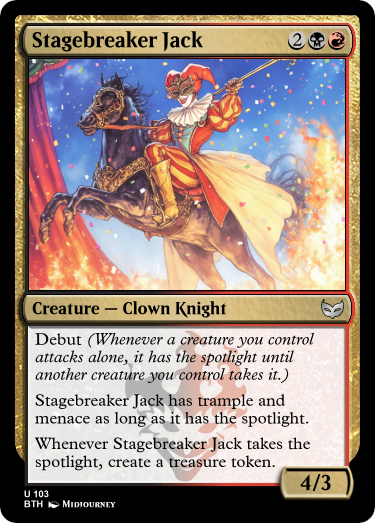 Stagebreaker Jack 2
Creature — Clown Knight
Debut (Whenever a creature you control
attacks alone, it has the spotlight until
another creature you control takes it.)
Stagebreaker Jack has trample and
menace as long as it has the spotlight.
Whenever Stagebreaker Jack takes the
spotlight, create a treasure token.
4/3
U 103
BTH Midjourney